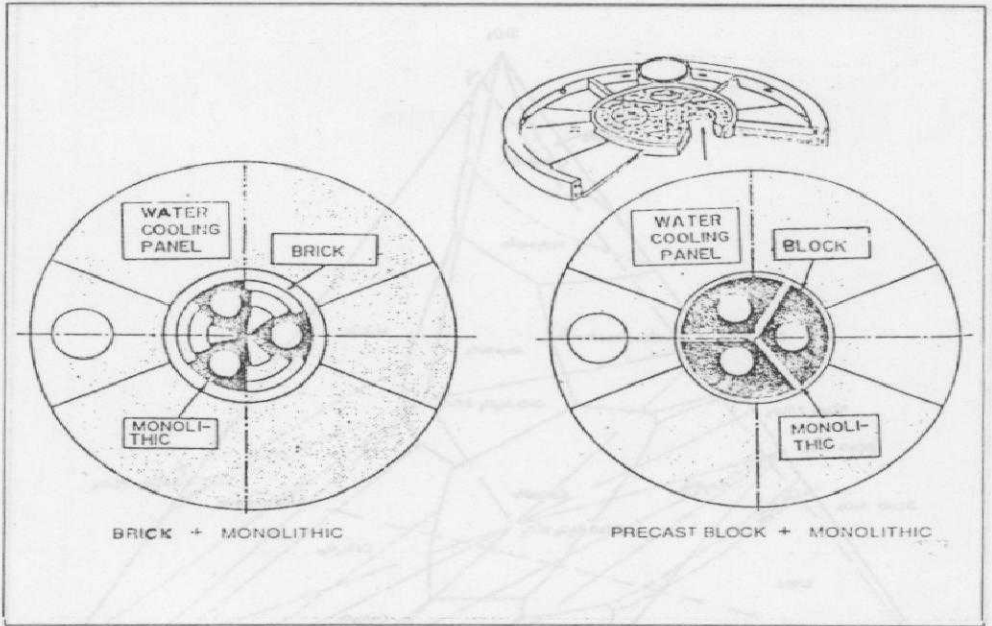 WATER
COOLING
PANEL
BRICK
MONOLI-
THIC
BRICK + MONOLITHIC
WATER
COOLING
PANEL
BLOCK
MONOLI-
THIC
PRECAST BLOCK + MONOLITHIC